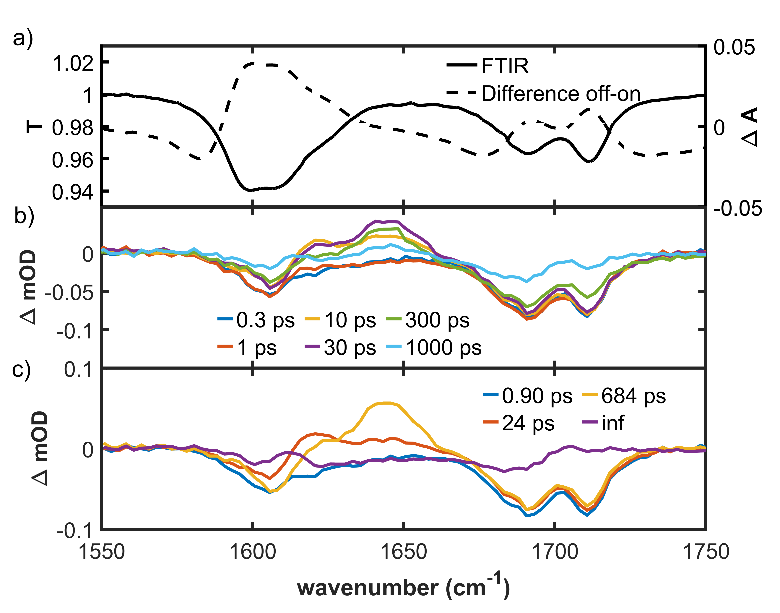 a)
1.02
1
0.98
0.96
0.94
T
FTIR
Difference off-on
0.05
0
-0.05
Δ A
b)
0
-0.05
-0.1
Δ mOD
0.3 ps 10 ps 300 ps
1 ps 30 ps 1000 ps
c)
0.1
0
-0.1
Δ mOD
0.90 ps 684 ps
24 ps inf
1550 1600 1650 1700 1750
wavenumber (cm⁻¹)